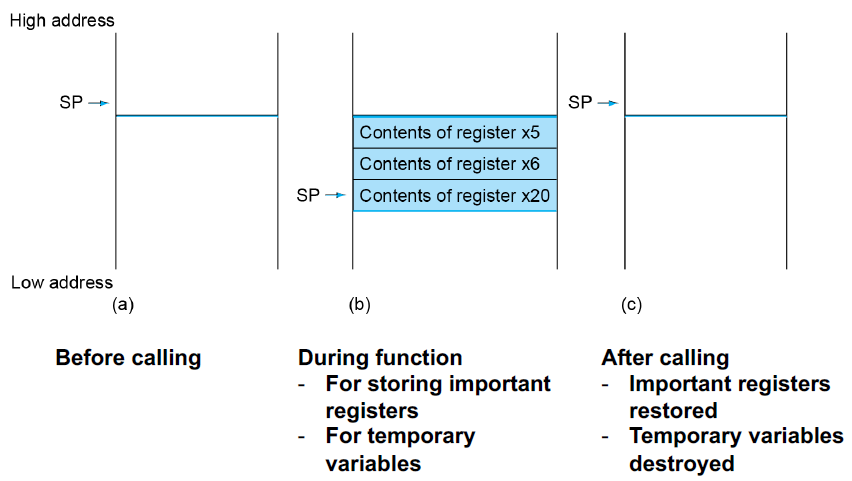 High address
SP
SP
Contents of register x5
Contents of register x6
SP
Contents of register x20
Low address
(a)
(b)
(c)
Before calling
During function
- For storing important
registers
- For temporary
variables
After calling
- Important registers
restored
- Temporary variables
destroyed